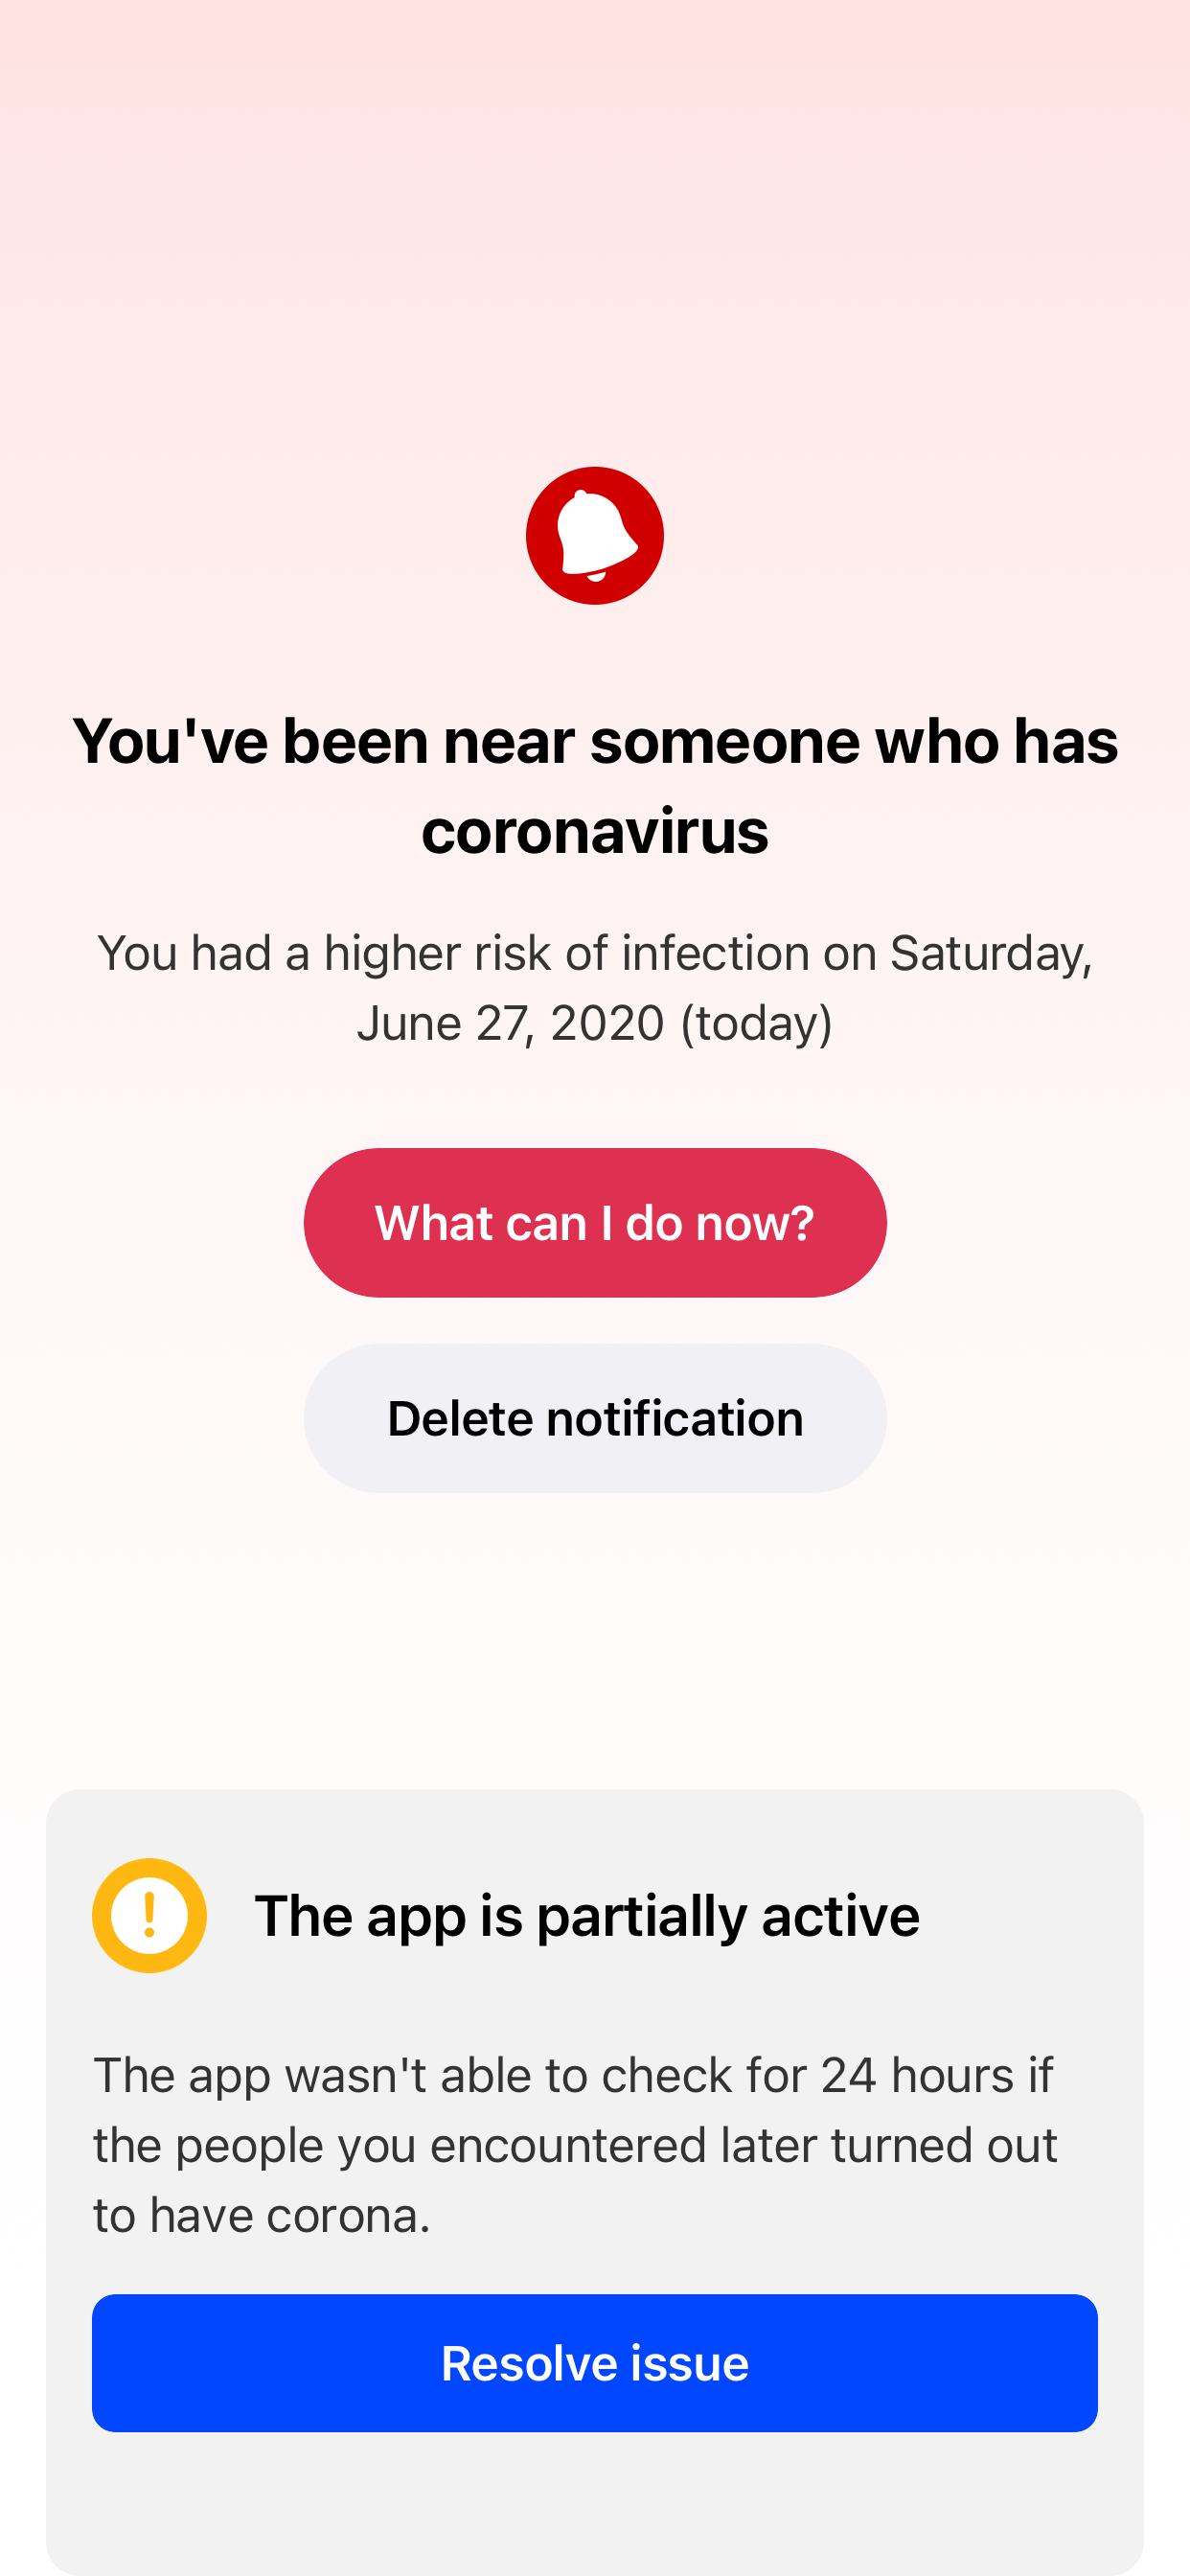 You've been near someone who has
coronavirus
You had a higher risk of infection on Saturday,
June 27, 2020 (today)
What can I do now?
Delete notification
The app is partially active
The app wasn't able to check for 24 hours if
the people you encountered later turned out
to have corona.
Resolve issue